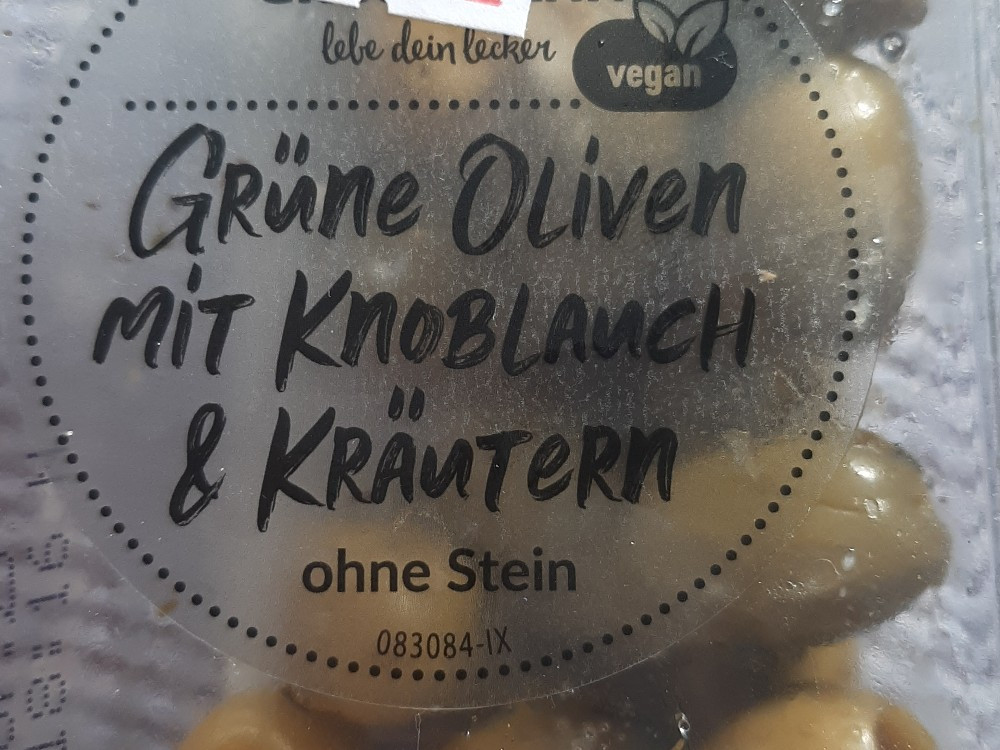 lebe dein lecker
vegan
Grüne Oliven
mit Knoblauch
& Kräutern
ohne Stein
083084-IX